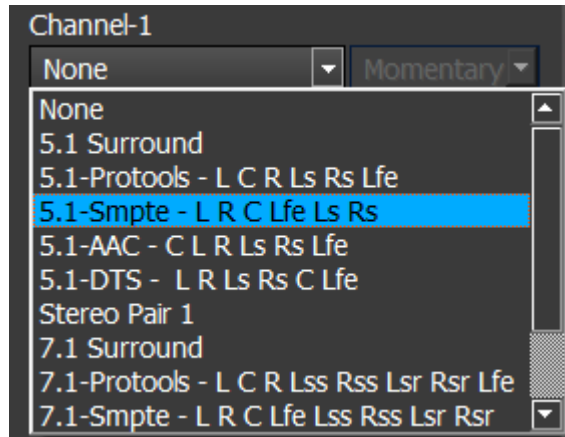 Channel-1
None Momentary
None
5.1 Surround
5.1-Protools - L C R Ls Rs Lfe
5.1-Smpte - L R C Lfe Ls Rs
5.1-AAC - C L R Ls Rs Lfe
5.1-DTS - L R Ls Rs C Lfe
Stereo Pair 1
7.1 Surround
7.1-Protools - L C R Lss Rss Lsr Rsr Lfe
7.1-Smpte - L R C Lfe Lss Rss Lsr Rsr